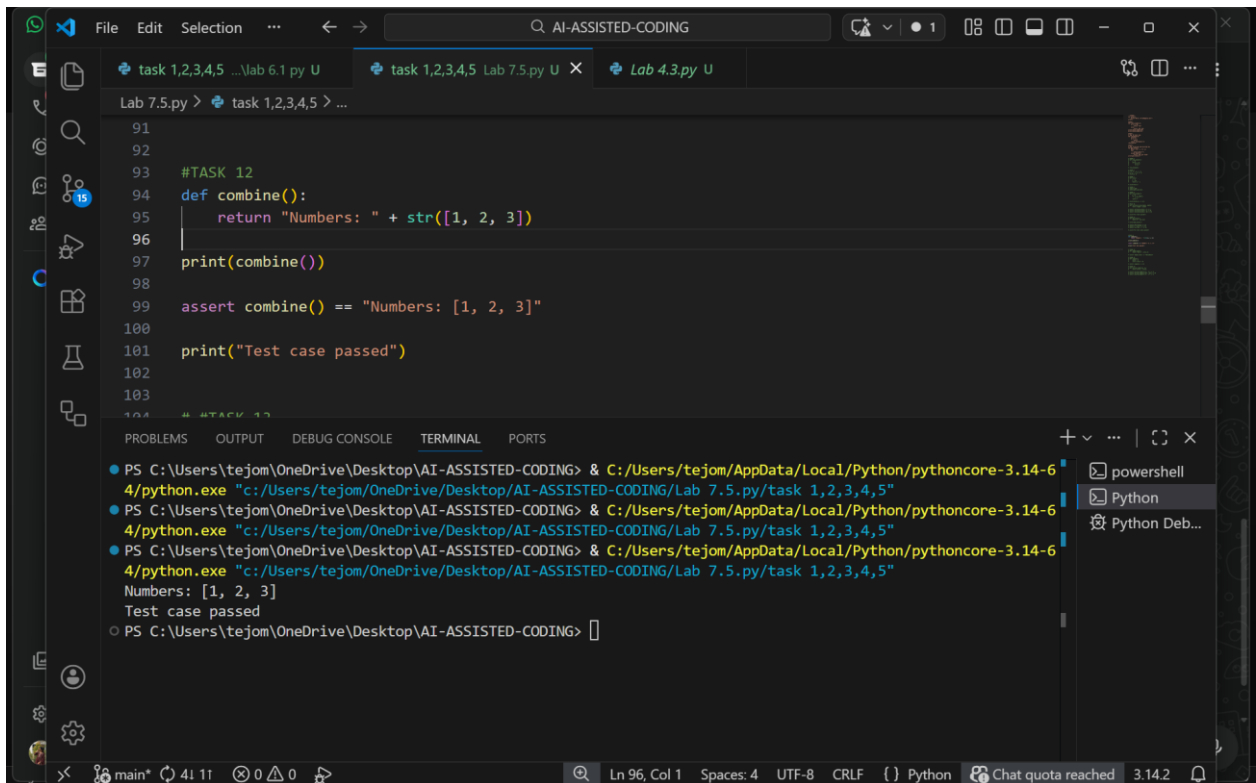 File Edit Selection ··· AI-ASSISTED-CODING 1
task 1,2,3,4,5 ...\lab 6.1 py U task 1,2,3,4,5 Lab 7.5.py U Lab 4.3.py U
Lab 7.5.py > task 1,2,3,4,5 > ...
91
92
93 #TASK 12
94 def combine():
95 return "Numbers: " + str([1, 2, 3])
96
97 print(combine())
98
99 assert combine() == "Numbers: [1, 2, 3]"
100
101 print("Test case passed")
102
103
104 # #TASK 12
15
PROBLEMS OUTPUT DEBUG CONSOLE TERMINAL PORTS
PS C:\Users\tejom\OneDrive\Desktop\AI-ASSISTED-CODING> & C:/Users/tejom/AppData/Local/Python/pythoncore-3.14-6
4/python.exe "c:/Users/tejom/OneDrive/Desktop/AI-ASSISTED-CODING/Lab 7.5.py/task 1,2,3,4,5"
PS C:\Users\tejom\OneDrive\Desktop\AI-ASSISTED-CODING> & C:/Users/tejom/AppData/Local/Python/pythoncore-3.14-6
4/python.exe "c:/Users/tejom/OneDrive/Desktop/AI-ASSISTED-CODING/Lab 7.5.py/task 1,2,3,4,5"
PS C:\Users\tejom\OneDrive\Desktop\AI-ASSISTED-CODING> & C:/Users/tejom/AppData/Local/Python/pythoncore-3.14-6
4/python.exe "c:/Users/tejom/OneDrive/Desktop/AI-ASSISTED-CODING/Lab 7.5.py/task 1,2,3,4,5"
Numbers: [1, 2, 3]
Test case passed
PS C:\Users\tejom\OneDrive\Desktop\AI-ASSISTED-CODING>
powershell
Python
Python Deb...
main* 4↓ 1↑ 0 0 Ln 96, Col 1 Spaces: 4 UTF-8 CRLF { } Python Chat quota reached 3.14.2